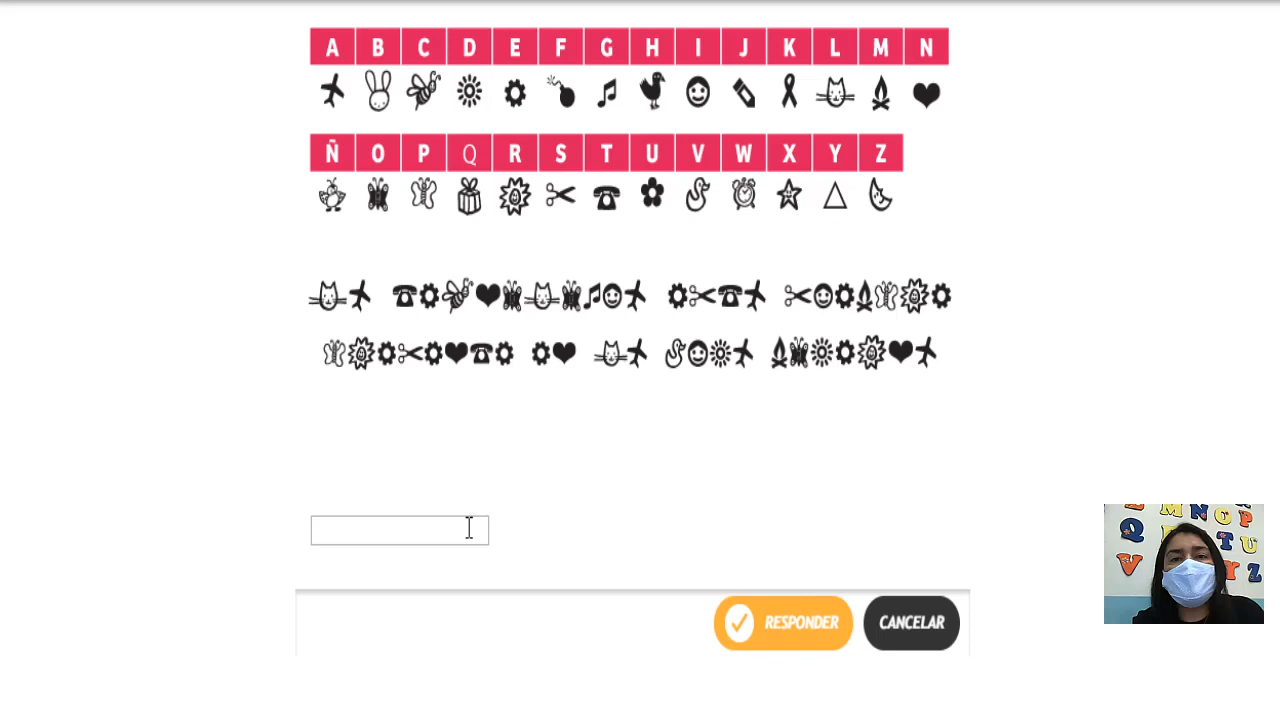 A B C D E F G H I J K L M N
Ñ O P Q R S T U V W X Y Z
RESPONDER CANCELAR